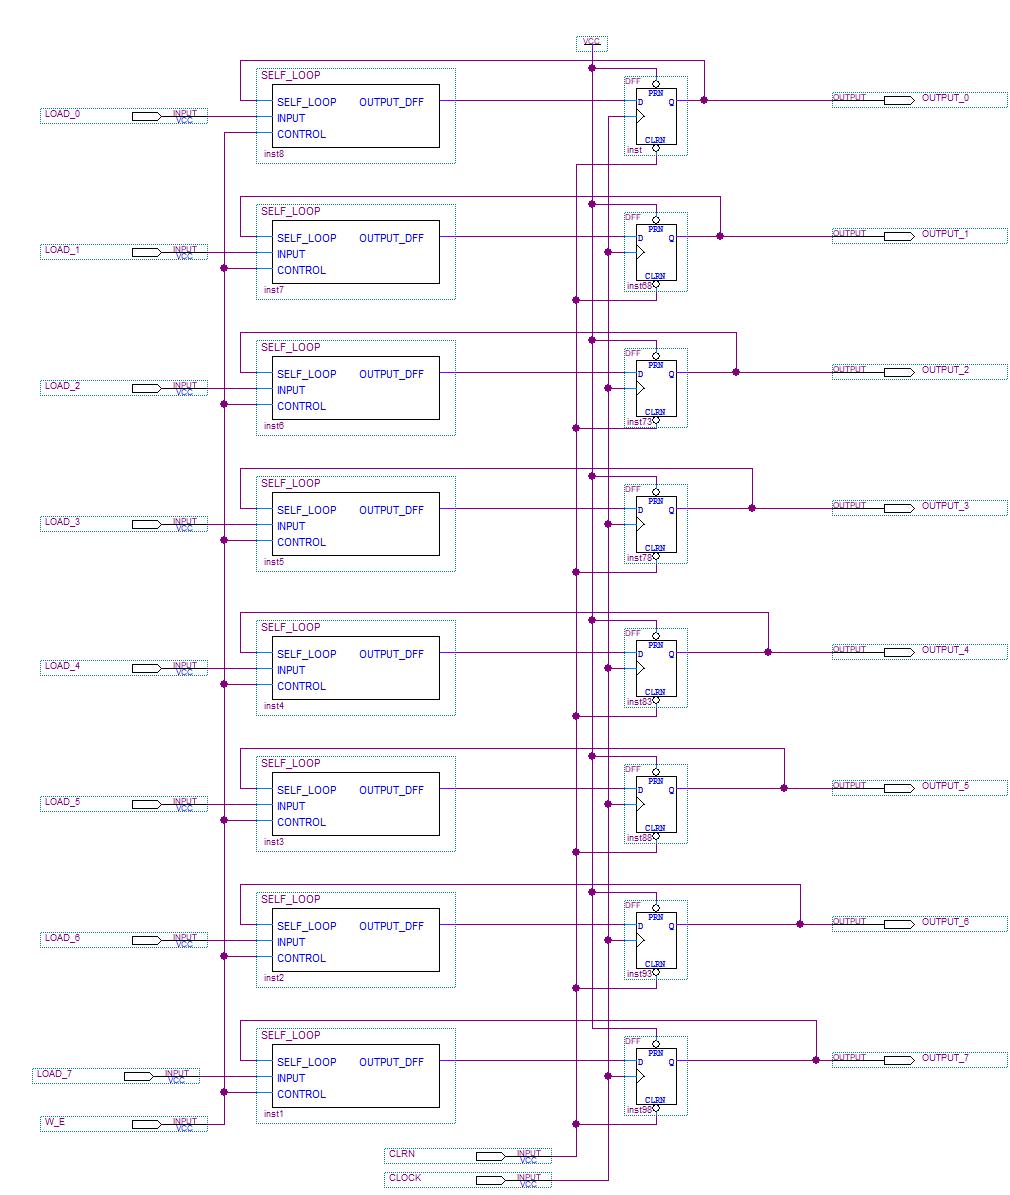 VCC
SELF_LOOP
DFF
PRN
LOAD_0 INPUT VCC
SELF_LOOP OUTPUT_DFF
D Q
OUTPUT OUTPUT_0
INPUT
CONTROL
CLRN
inst8
inst
SELF_LOOP
DFF
PRN
LOAD_1 INPUT VCC
SELF_LOOP OUTPUT_DFF
D Q
OUTPUT OUTPUT_1
INPUT
CONTROL
CLRN
inst7
inst68
SELF_LOOP
DFF
PRN
LOAD_2 INPUT VCC
SELF_LOOP OUTPUT_DFF
D Q
OUTPUT OUTPUT_2
INPUT
CONTROL
CLRN
inst6
inst73
SELF_LOOP
DFF
PRN
LOAD_3 INPUT VCC
SELF_LOOP OUTPUT_DFF
D Q
OUTPUT OUTPUT_3
INPUT
CONTROL
CLRN
inst5
inst78
SELF_LOOP
DFF
PRN
LOAD_4 INPUT VCC
SELF_LOOP OUTPUT_DFF
D Q
OUTPUT OUTPUT_4
INPUT
CONTROL
CLRN
inst4
inst83
SELF_LOOP
DFF
PRN
LOAD_5 INPUT VCC
SELF_LOOP OUTPUT_DFF
D Q
OUTPUT OUTPUT_5
INPUT
CONTROL
CLRN
inst3
inst88
SELF_LOOP
DFF
PRN
LOAD_6 INPUT VCC
SELF_LOOP OUTPUT_DFF
D Q
OUTPUT OUTPUT_6
INPUT
CONTROL
CLRN
inst2
inst93
SELF_LOOP
DFF
PRN
LOAD_7 INPUT VCC
SELF_LOOP OUTPUT_DFF
D Q
OUTPUT OUTPUT_7
INPUT
CONTROL
CLRN
inst1
inst98
W_E INPUT VCC
CLRN INPUT VCC
CLOCK INPUT VCC